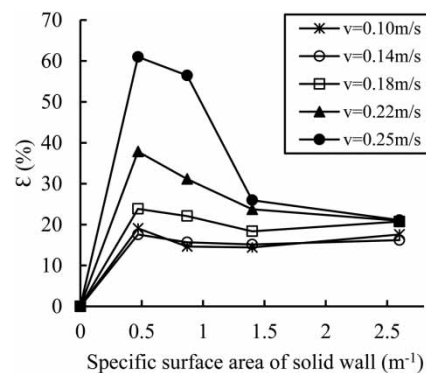 70
60
50
40
30
20
10
0
Ɛ (%)
0
0.5
1
1.5
2
2.5
Specific surface area of solid wall (m⁻¹)
v=0.10m/s
v=0.14m/s
v=0.18m/s
v=0.22m/s
v=0.25m/s